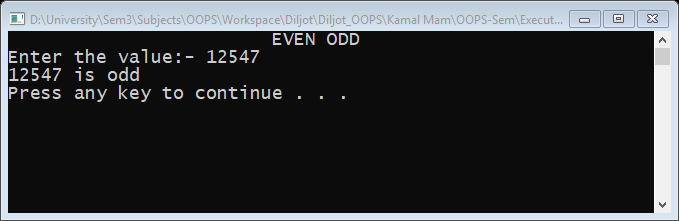 D:\University\Sem3\Subjects\OOPS\Workspace\Diljot\Diljot_OOPS\Kamal Mam\OOPS-Sem\Execut...
EVEN ODD
Enter the value:- 12547
12547 is odd
Press any key to continue . . .